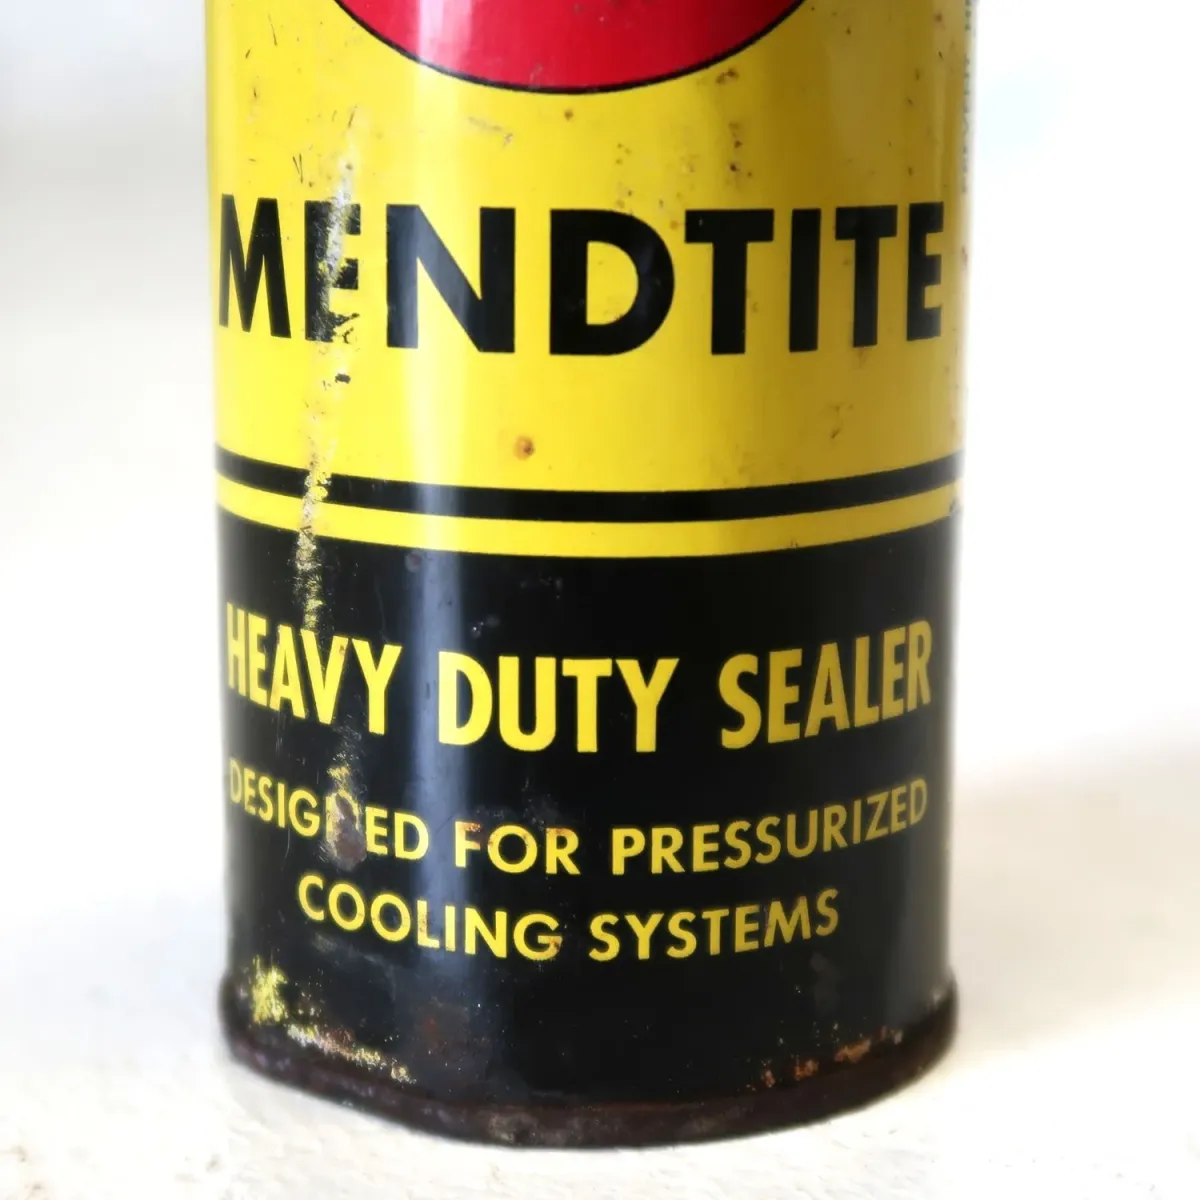 MENDTITE
HEAVY DUTY SEALER
DESIGNED FOR PRESSURIZED
COOLING SYSTEMS